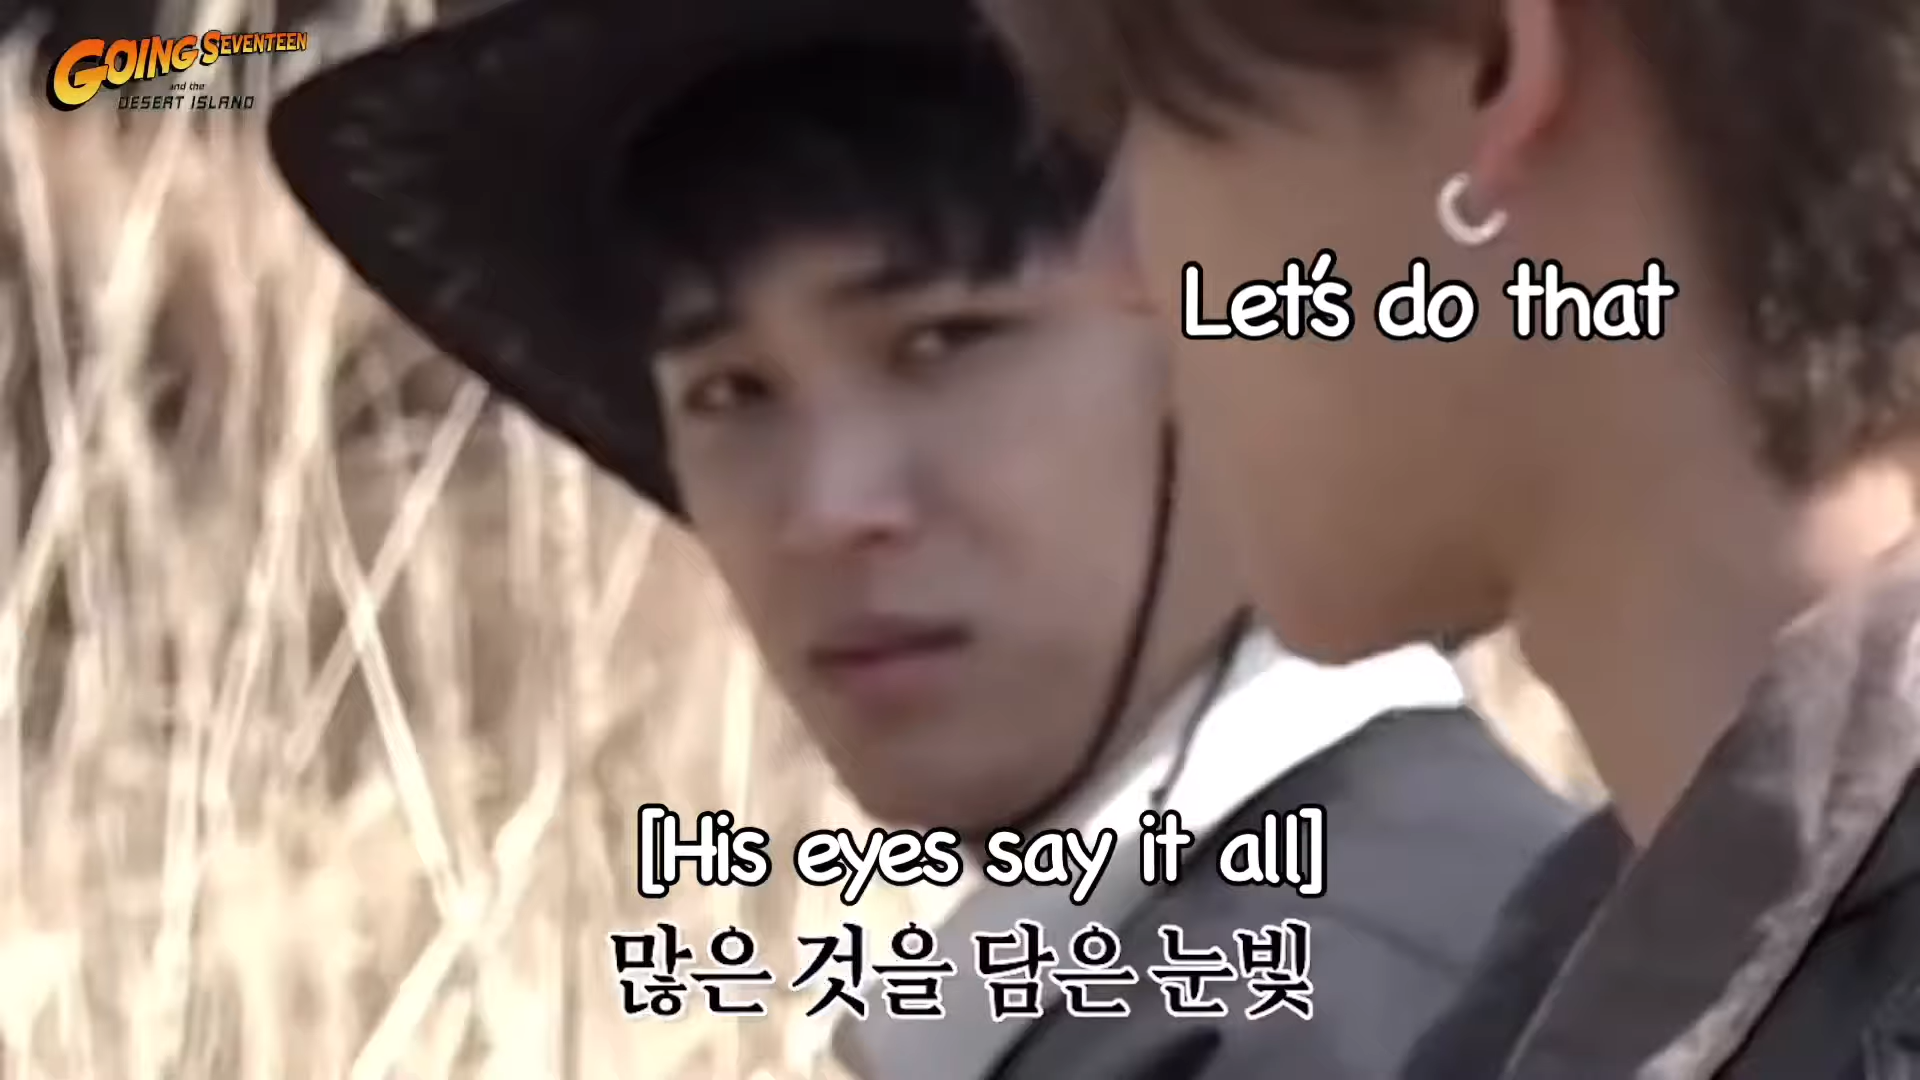 GOING SEVENTEEN
and the
DESERT ISLAND
Let's do that
[His eyes say it all]
많은 것을 담은 눈빛